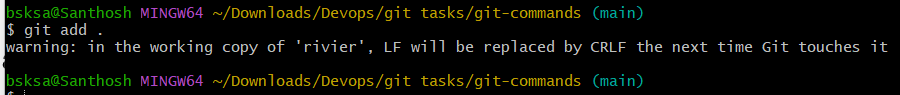 bsksa@Santhosh MINGW64 ~/Downloads/Devops/git tasks/git-commands (main)
$ git add .
warning: in the working copy of 'rivier', LF will be replaced by CRLF the next time Git touches it
bsksa@Santhosh MINGW64 ~/Downloads/Devops/git tasks/git-commands (main)